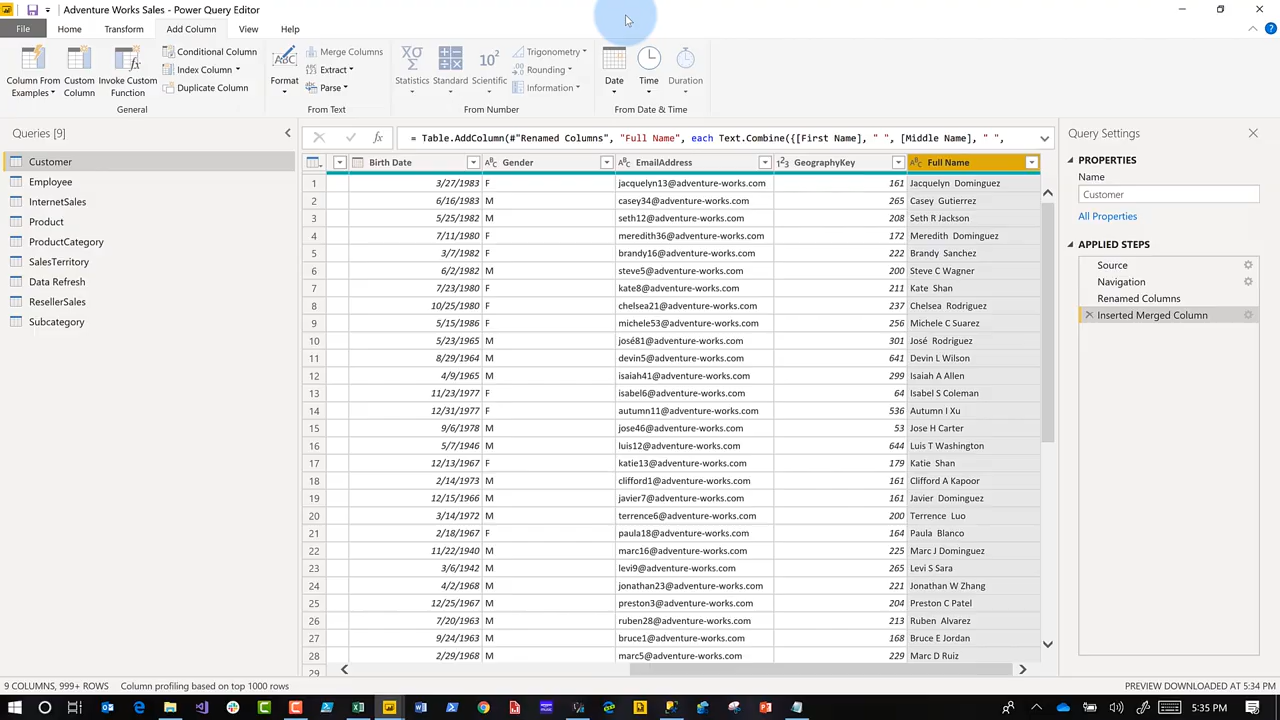 Adventure Works Sales - Power Query Editor
File Home Transform Add Column View Help
Column From Examples
Custom Column
Invoke Custom Function
Conditional Column
Index Column
Duplicate Column
General
Format
Merge Columns
Extract
Parse
From Text
Statistics
Standard
Scientific
10²
Trigonometry
Rounding
Information
From Number
Date
Time
Duration
From Date & Time
Queries [9]
Customer
Employee
InternetSales
Product
ProductCategory
SalesTerritory
Data Refresh
ResellerSales
Subcategory
fx = Table.AddColumn(#"Renamed Columns", "Full Name", each Text.Combine({[First Name], " ", [Middle Name], " ",
Birth Date Gender EmailAddress GeographyKey Full Name
1 3/27/1983 F jacquelyn13@adventure-works.com 161 Jacquelyn  Dominguez
2 6/16/1983 M casey34@adventure-works.com 265 Casey  Gutierrez
3 5/25/1982 M seth12@adventure-works.com 208 Seth R Jackson
4 7/11/1980 F meredith36@adventure-works.com 172 Meredith  Dominguez
5 3/7/1982 F brandy16@adventure-works.com 222 Brandy  Sanchez
6 6/2/1982 M steve5@adventure-works.com 200 Steve C Wagner
7 7/23/1980 F kate8@adventure-works.com 211 Kate  Shan
8 10/25/1980 F chelsea21@adventure-works.com 237 Chelsea  Rodriguez
9 5/15/1986 F michele53@adventure-works.com 256 Michele C Suarez
10 5/23/1965 M josé81@adventure-works.com 301 José  Rodriguez
11 8/29/1964 M devin5@adventure-works.com 641 Devin L Wilson
12 4/9/1965 M isaiah41@adventure-works.com 299 Isaiah A Allen
13 11/23/1977 F isabel6@adventure-works.com 64 Isabel S Coleman
14 12/31/1977 F autumn11@adventure-works.com 536 Autumn I Xu
15 9/6/1978 M jose46@adventure-works.com 53 Jose H Carter
16 5/7/1946 M luis12@adventure-works.com 644 Luis T Washington
17 12/13/1967 F katie13@adventure-works.com 179 Katie  Shan
18 2/14/1973 M clifford1@adventure-works.com 161 Clifford A Kapoor
19 12/15/1966 M javier7@adventure-works.com 161 Javier  Dominguez
20 3/14/1972 M terrence6@adventure-works.com 200 Terrence  Luo
21 2/18/1967 F paula18@adventure-works.com 164 Paula  Blanco
22 11/22/1940 M marc16@adventure-works.com 225 Marc J Dominguez
23 3/6/1942 M levi9@adventure-works.com 265 Levi S Sara
24 4/2/1968 M jonathan23@adventure-works.com 221 Jonathan W Zhang
25 12/25/1967 M preston3@adventure-works.com 204 Preston C Patel
26 7/20/1963 M ruben28@adventure-works.com 213 Ruben  Alvarez
27 9/24/1963 M bruce1@adventure-works.com 168 Bruce E Jordan
28 2/29/1968 M marc5@adventure-works.com 229 Marc D Ruiz
29
Query Settings
PROPERTIES
Name
Customer
All Properties
APPLIED STEPS
Source
Navigation
Renamed Columns
Inserted Merged Column
9 COLUMNS, 999+ ROWS Column profiling based on top 1000 rows PREVIEW DOWNLOADED AT 5:34 PM
5:35 PM